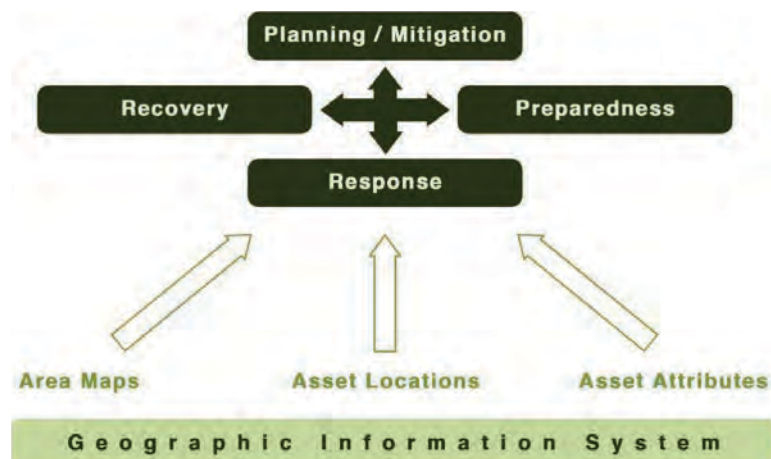 Planning / Mitigation
Recovery
Preparedness
Response
Area Maps
Asset Locations
Asset Attributes
Geographic Information System